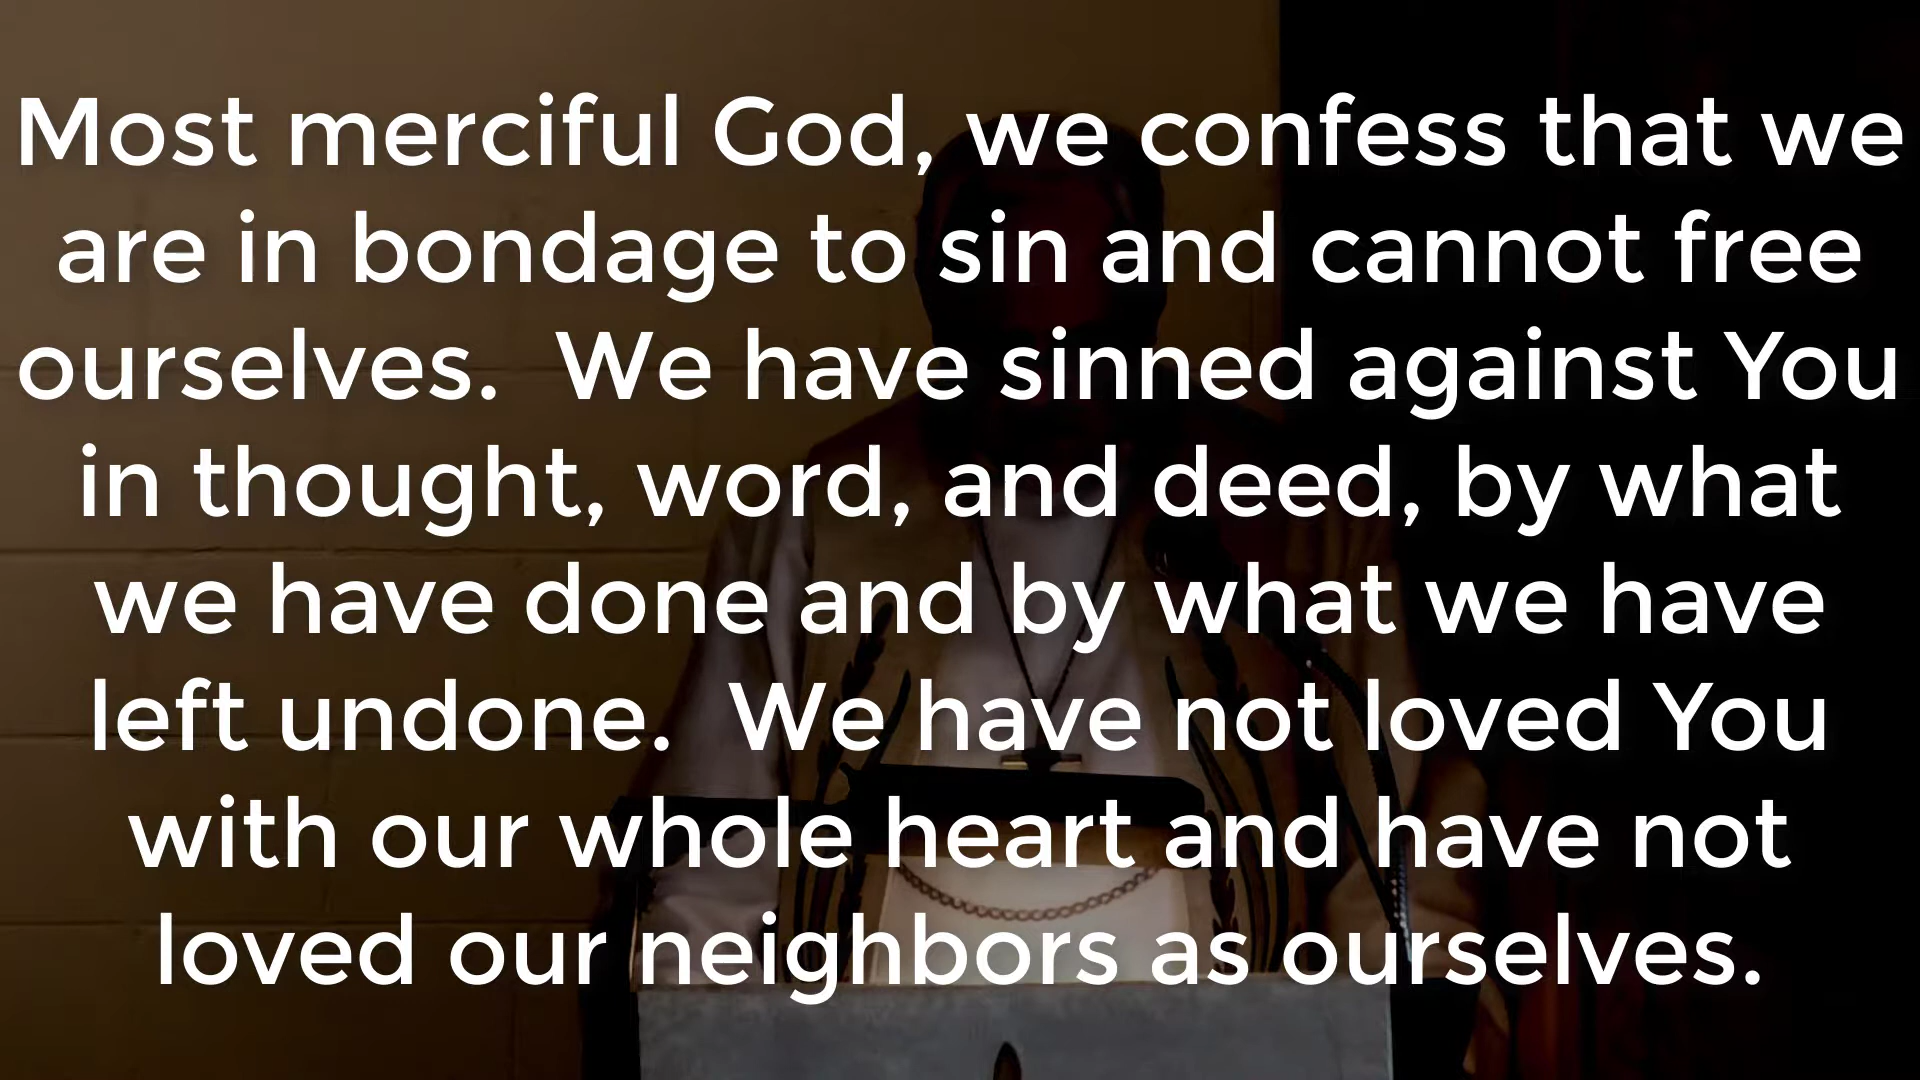 Most merciful God, we confess that we
are in bondage to sin and cannot free
ourselves.  We have sinned against You
in thought, word, and deed, by what
we have done and by what we have
left undone.  We have not loved You
with our whole heart and have not
loved our neighbors as ourselves.